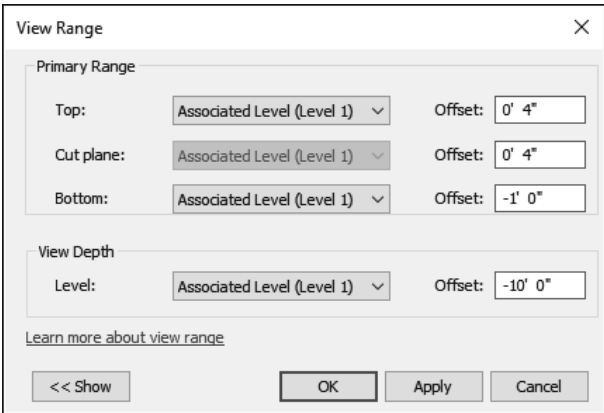 View Range
Primary Range
Top: Associated Level (Level 1) Offset: 0' 4"
Cut plane: Associated Level (Level 1) Offset: 0' 4"
Bottom: Associated Level (Level 1) Offset: -1' 0"
View Depth
Level: Associated Level (Level 1) Offset: -10' 0"
Learn more about view range
<< Show OK Apply Cancel